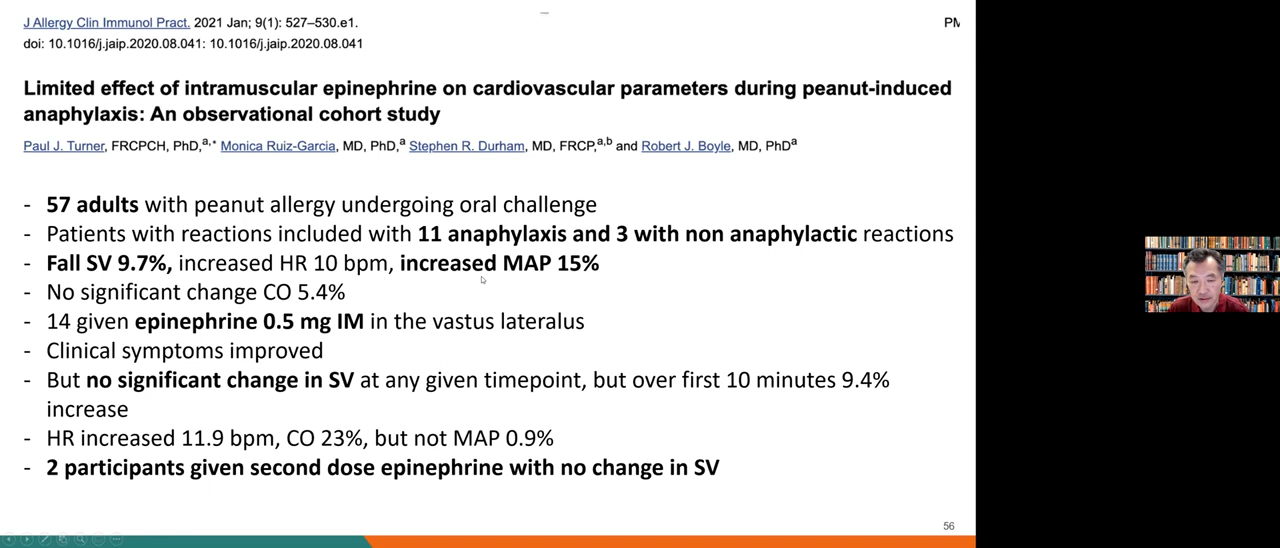 J Allergy Clin Immunol Pract. 2021 Jan; 9(1): 527–530.e1.
PM
doi: 10.1016/j.jaip.2020.08.041: 10.1016/j.jaip.2020.08.041
Limited effect of intramuscular epinephrine on cardiovascular parameters during peanut-induced
anaphylaxis: An observational cohort study
Paul J. Turner, FRCPCH, PhD,a,* Monica Ruiz-Garcia, MD, PhD,a Stephen R. Durham, MD, FRCP,a,b and Robert J. Boyle, MD, PhDa
- 57 adults with peanut allergy undergoing oral challenge
- Patients with reactions included with 11 anaphylaxis and 3 with non anaphylactic reactions
- Fall SV 9.7%, increased HR 10 bpm, increased MAP 15%
- No significant change CO 5.4%
- 14 given epinephrine 0.5 mg IM in the vastus lateralus
- Clinical symptoms improved
- But no significant change in SV at any given timepoint, but over first 10 minutes 9.4%
increase
- HR increased 11.9 bpm, CO 23%, but not MAP 0.9%
- 2 participants given second dose epinephrine with no change in SV
56